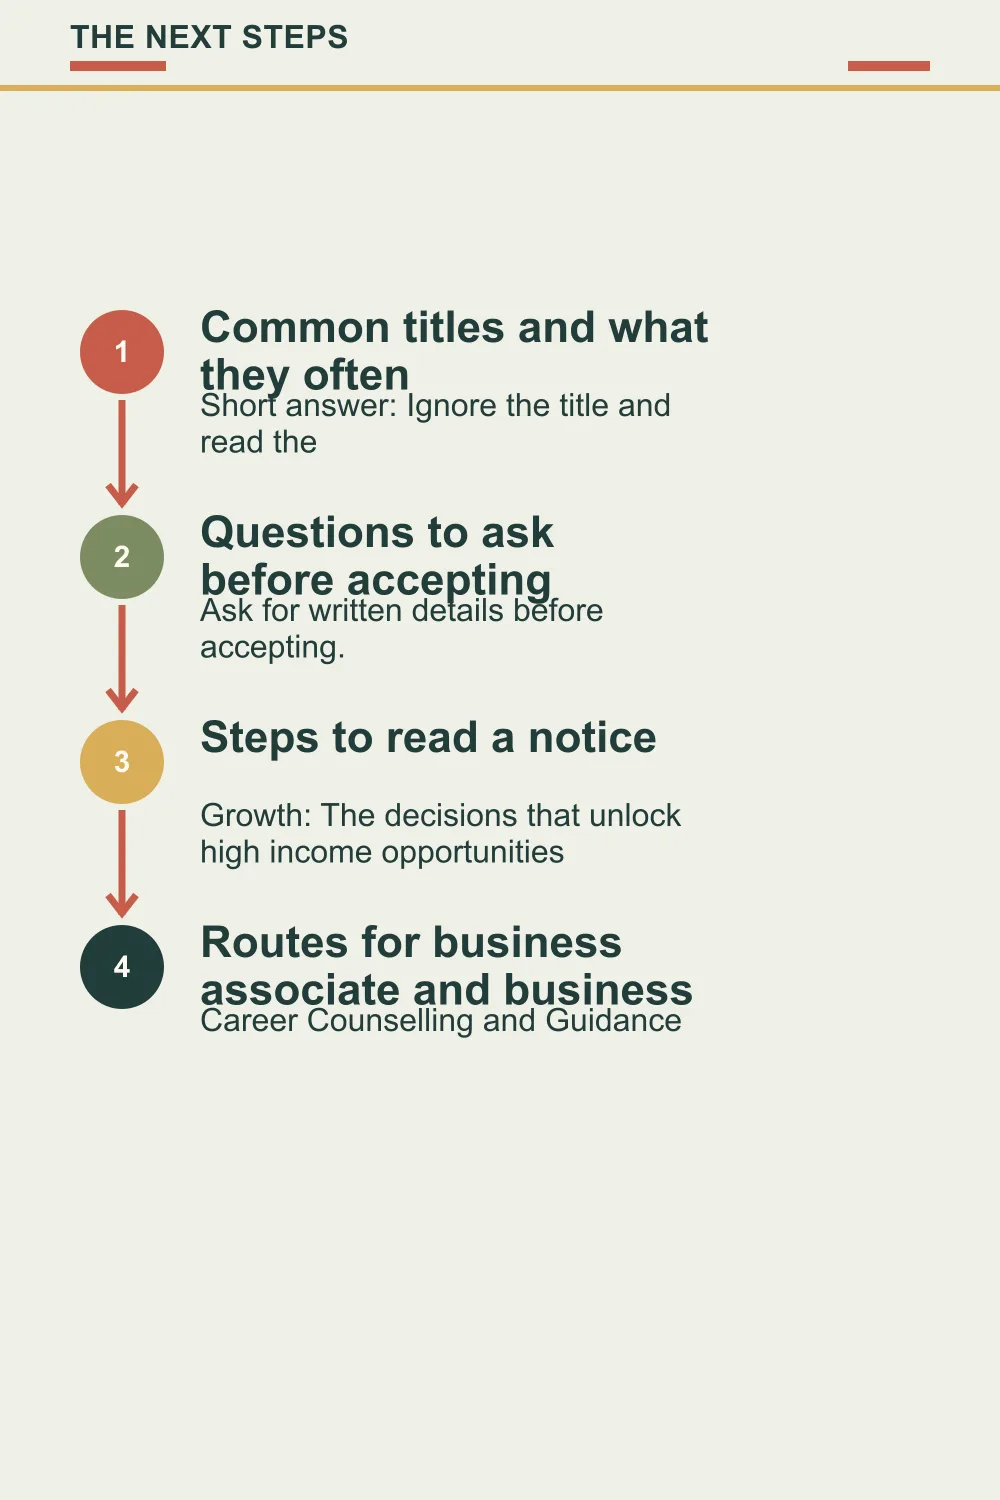 THE NEXT STEPS
1
Common titles and what
they often
Short answer: Ignore the title and
read the
2
Questions to ask
before accepting
Ask for written details before
accepting.
3
Steps to read a notice
Growth: The decisions that unlock
high income opportunities
4
Routes for business
associate and business
Career Counselling and Guidance